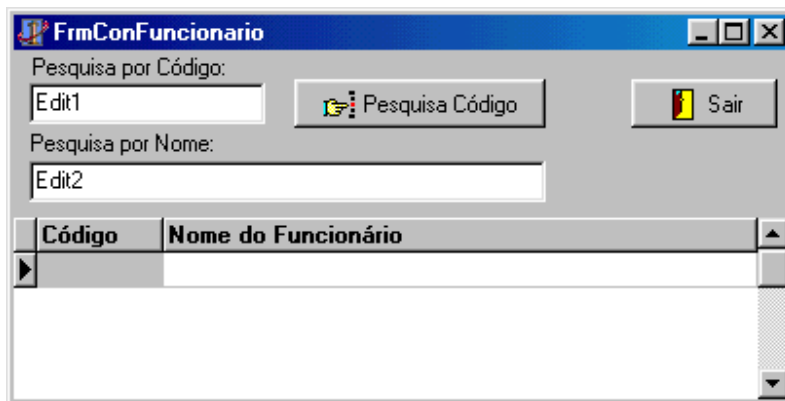 FrmConFuncionario
Pesquisa por Código:
Edit1 Pesquisa Código Sair
Pesquisa por Nome:
Edit2
Código Nome do Funcionário